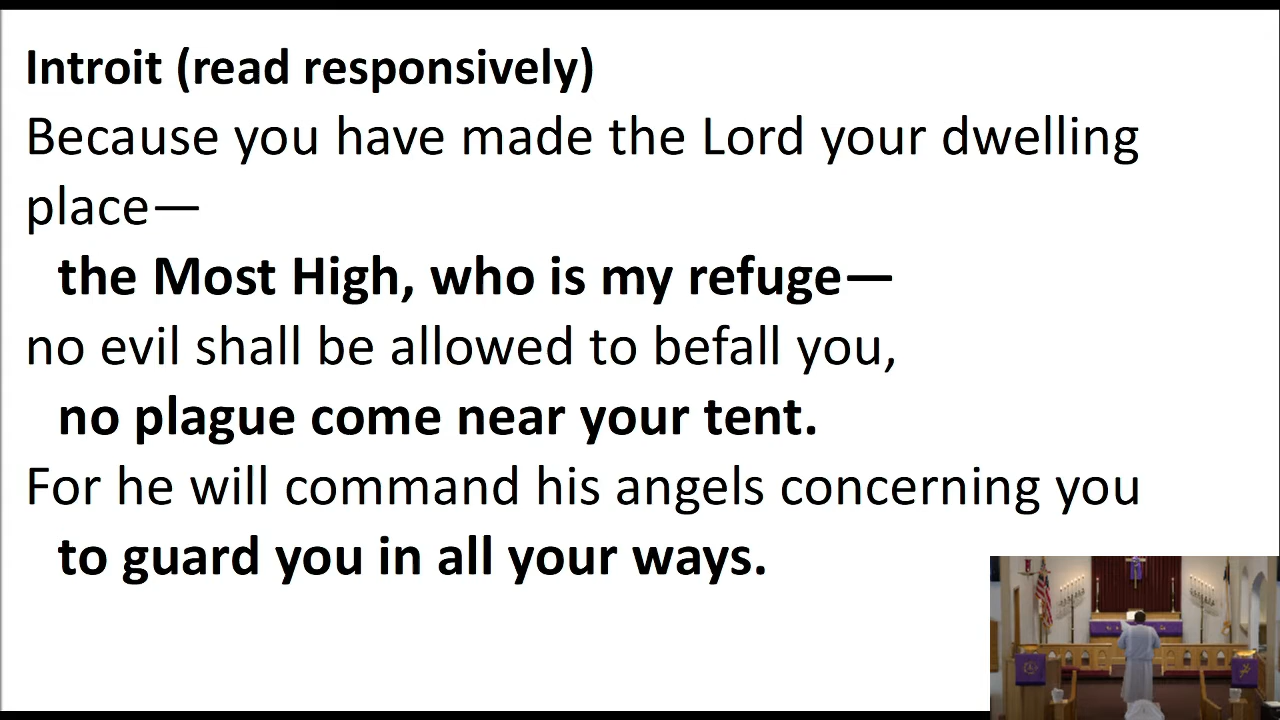 Introit (read responsively)
Because you have made the Lord your dwelling
place—
the Most High, who is my refuge—
no evil shall be allowed to befall you,
no plague come near your tent.
For he will command his angels concerning you
to guard you in all your ways.